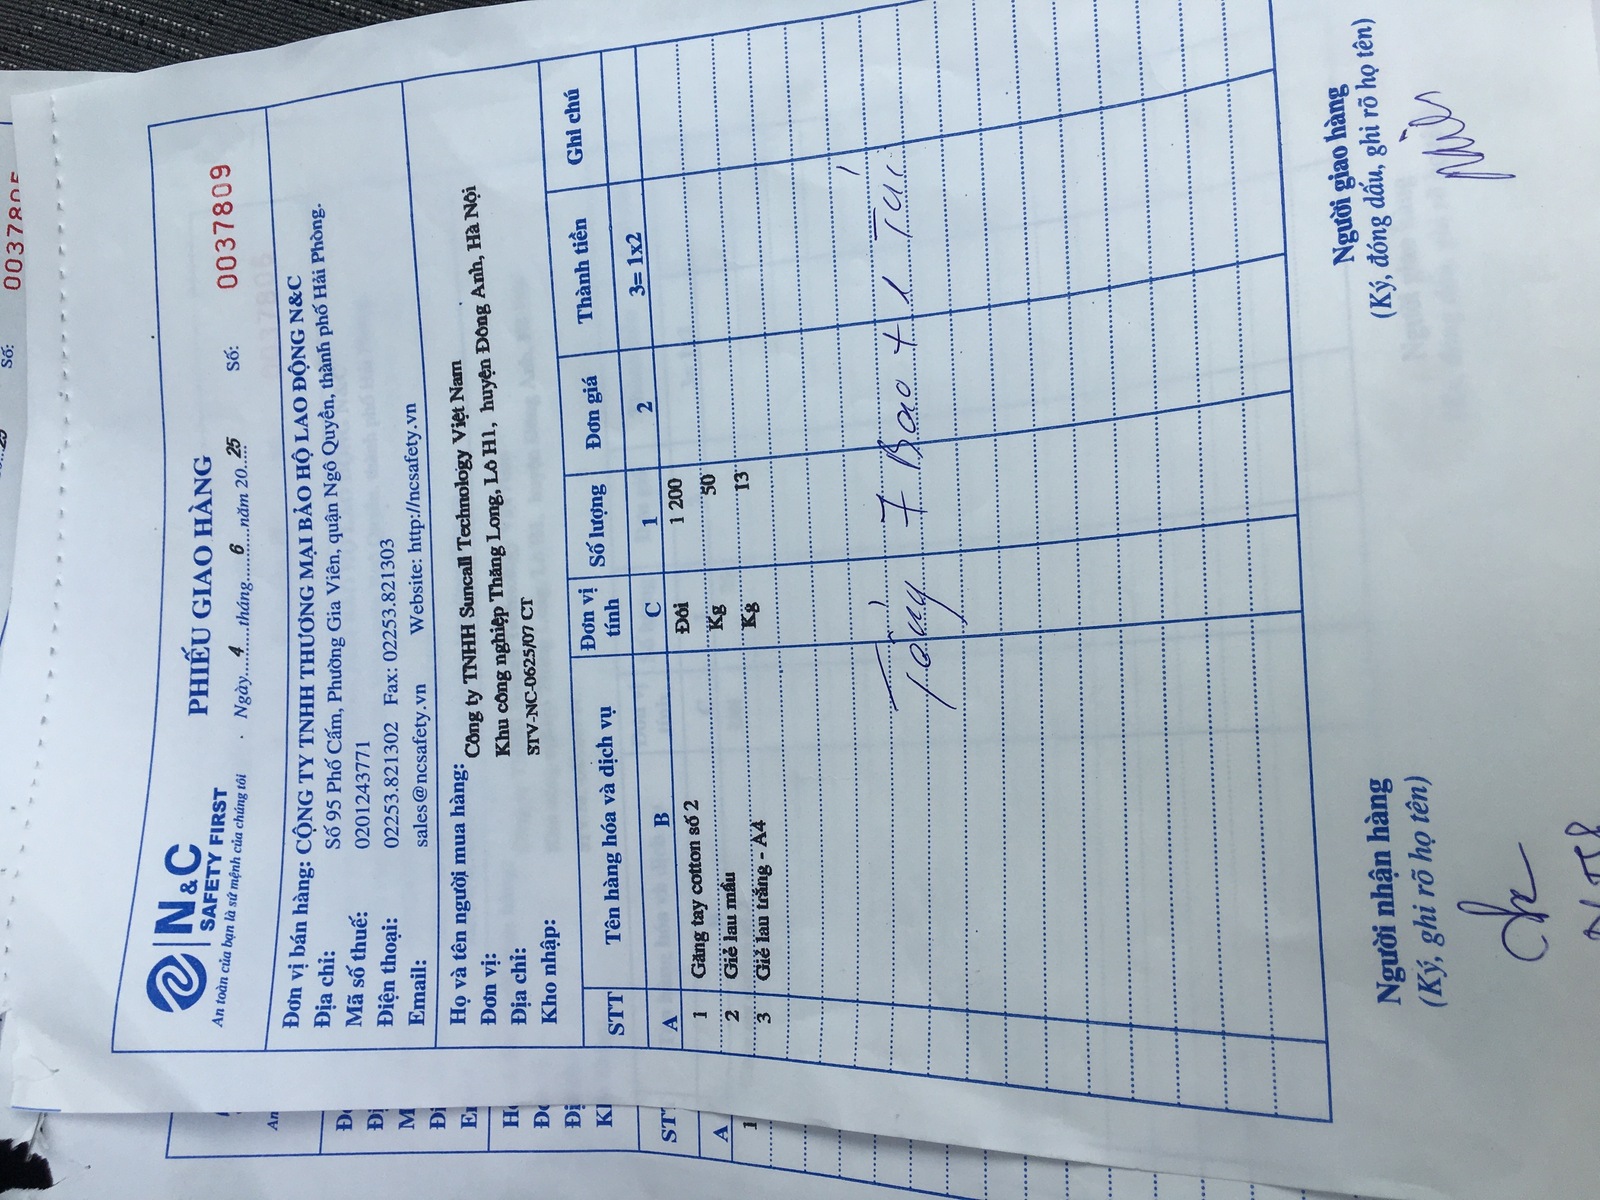 N&C
SAFETY FIRST
An toàn của bạn là sứ mệnh của chúng tôi
PHIẾU GIAO HÀNG
Ngày.....4.....tháng.....6.....năm 20..25
Số: 0037809
Đơn vị bán hàng: CÔNG TY TNHH THƯƠNG MẠI BẢO HỘ LAO ĐỘNG N&C
Địa chỉ: Số 95 Phố Cấm, Phường Gia Viên, quận Ngô Quyền, thành phố Hải Phòng.
Mã số thuế: 0201243771
Điện thoại: 02253.821302 Fax: 02253.821303
Email: sales@ncsafety.vn Website: http://ncsafety.vn
Họ và tên người mua hàng:
Đơn vị: Công ty TNHH Suncall Technology Việt Nam
Địa chỉ: Khu công nghiệp Thăng Long, Lô H1, huyện Đông Anh, Hà Nội
Kho nhập: STV-NC-0625/07 CT
STT Tên hàng hóa và dịch vụ Đơn vị tính Số lượng Đơn giá Thành tiền Ghi chú
A B C 1 2 3= 1x2
1 Găng tay cotton số 2 Đôi 1 200
2 Giẻ lau mầu Kg 50
3 Giẻ lau trắng - A4 Kg 13
Tổng 7 Bao + 1 Túi
Người nhận hàng
(Ký, ghi rõ họ tên)
Người giao hàng
(Ký, đóng dấu, ghi rõ họ tên)
Số: 0037805
STT
A
1